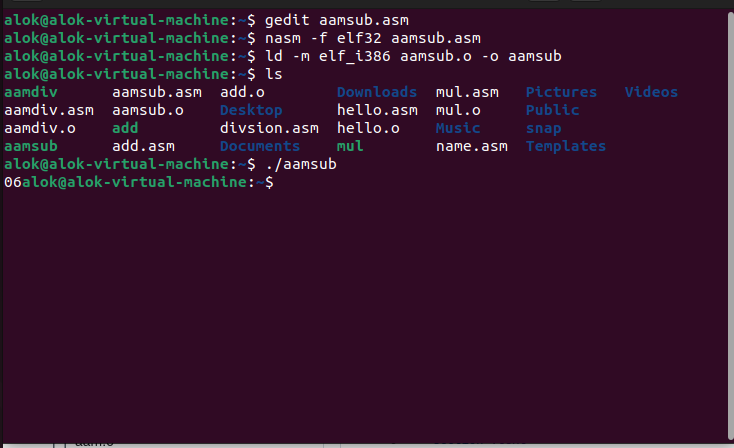 alok@alok-virtual-machine:~$ gedit aamsub.asm
alok@alok-virtual-machine:~$ nasm -f elf32 aamsub.asm
alok@alok-virtual-machine:~$ ld -m elf_i386 aamsub.o -o aamsub
alok@alok-virtual-machine:~$ ls
aamdiv aamsub.asm add.o Downloads mul.asm Pictures Videos
aamdiv.asm aamsub.o Desktop hello.asm mul.o Public
aamdiv.o add divsion.asm hello.o Music snap
aamsub add.asm Documents mul name.asm Templates
alok@alok-virtual-machine:~$ ./aamsub
06alok@alok-virtual-machine:~$